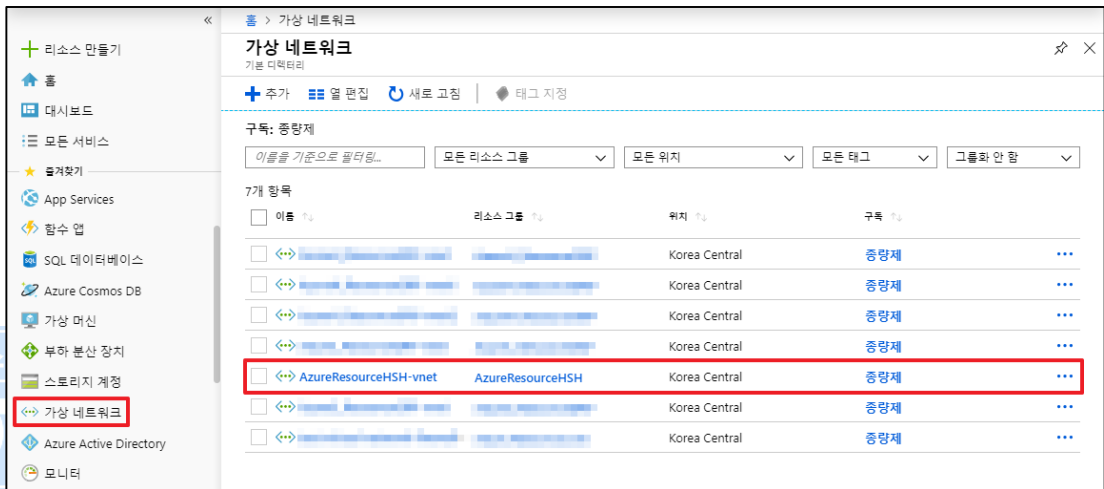 «
리소스 만들기
홈
대시보드
모든 서비스
즐겨찾기
App Services
함수 앱
SQL 데이터베이스
Azure Cosmos DB
가상 머신
부하 분산 장치
스토리지 계정
가상 네트워크
Azure Active Directory
모니터
홈 > 가상 네트워크
가상 네트워크
기본 디렉터리
추가 열 편집 새로 고침 태그 지정
구독: 종량제
이름을 기준으로 필터링... 모든 리소스 그룹 모든 위치 모든 태그 그룹화 안 함
7개 항목
이름 ↑↓ 리소스 그룹 ↑↓ 위치 ↑↓ 구독 ↑↓
Korea Central 종량제 •••
Korea Central 종량제 •••
Korea Central 종량제 •••
Korea Central 종량제 •••
AzureResourceHSH-vnet AzureResourceHSH Korea Central 종량제 •••
Korea Central 종량제 •••
Korea Central 종량제 •••